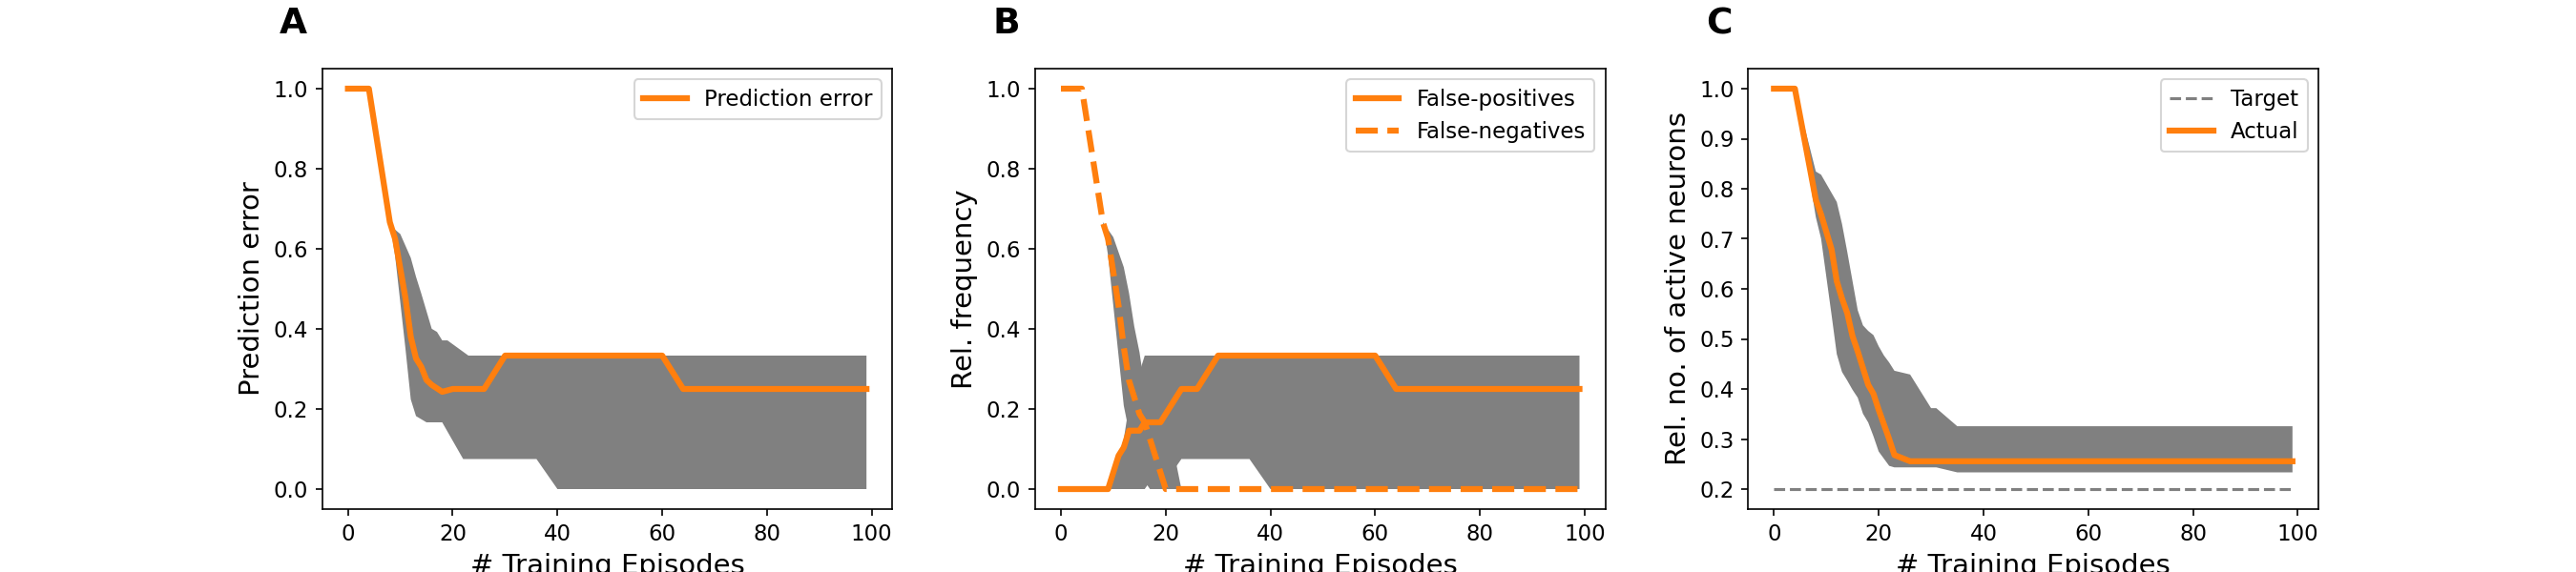 A
Prediction error
1.0
0.8
0.6
0.4
0.2
0.0
0 20 40 60 80 100
# Training Episodes
Prediction error
B
False-positives
False-negatives
1.0
0.8
0.6
0.4
0.2
0.0
0 20 40 60 80 100
# Training Episodes
Rel. frequency
C
Target
Actual
1.0
0.9
0.8
0.7
0.6
0.5
0.4
0.3
0.2
0 20 40 60 80 100
# Training Episodes
Rel. no. of active neurons